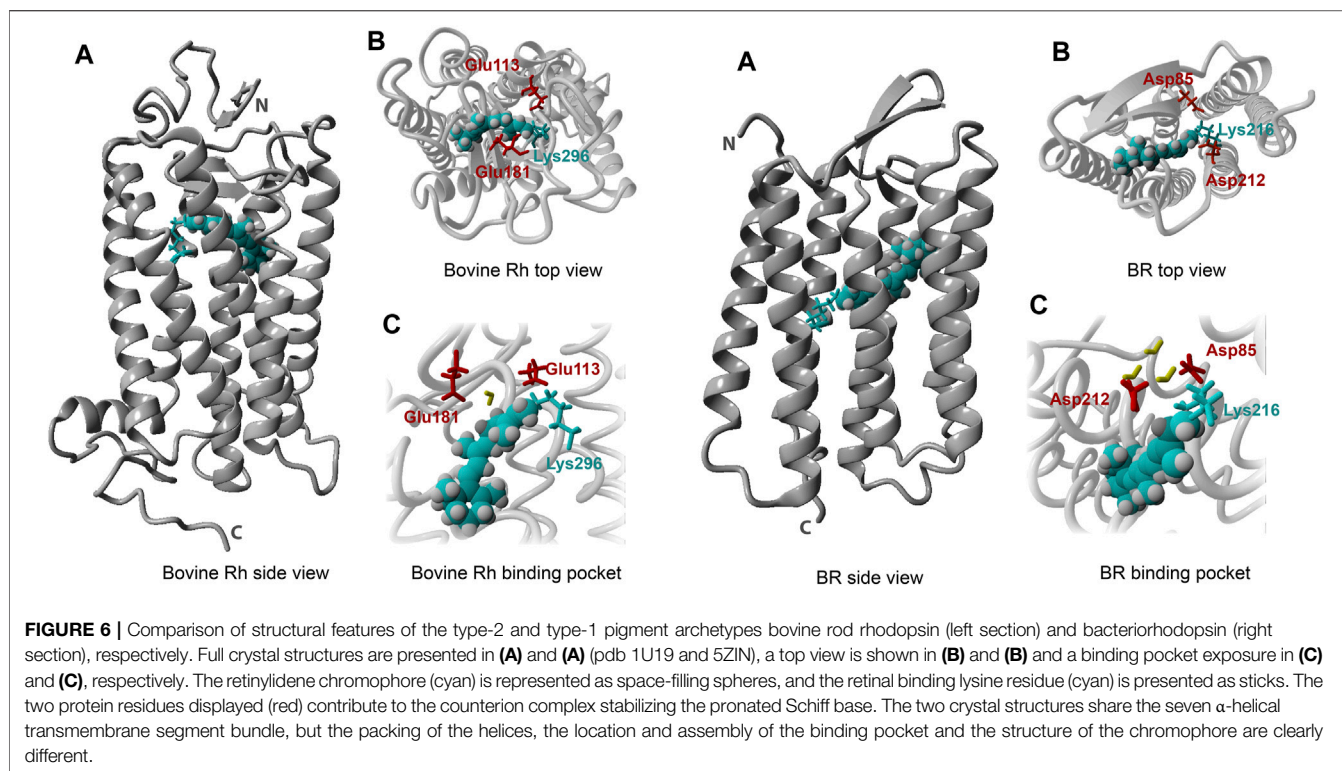 A
N
C
Bovine Rh side view
B
Glu113
Lys296
Glu181
Bovine Rh top view
C
Glu113
Glu181
Lys296
Bovine Rh binding pocket
A
N
C
BR side view
B
Asp85
Lys216
Asp212
BR top view
C
Asp85
Asp212
Lys216
BR binding pocket
FIGURE 6 | Comparison of structural features of the type-2 and type-1 pigment archetypes bovine rod rhodopsin (left section) and bacteriorhodopsin (right
section), respectively. Full crystal structures are presented in (A) and (A) (pdb 1U19 and 5ZIN), a top view is shown in (B) and (B) and a binding pocket exposure in (C)
and (C), respectively. The retinylidene chromophore (cyan) is represented as space-filling spheres, and the retinal binding lysine residue (cyan) is presented as sticks. The
two protein residues displayed (red) contribute to the counterion complex stabilizing the pronated Schiff base. The two crystal structures share the seven α-helical
transmembrane segment bundle, but the packing of the helices, the location and assembly of the binding pocket and the structure of the chromophore are clearly
different.